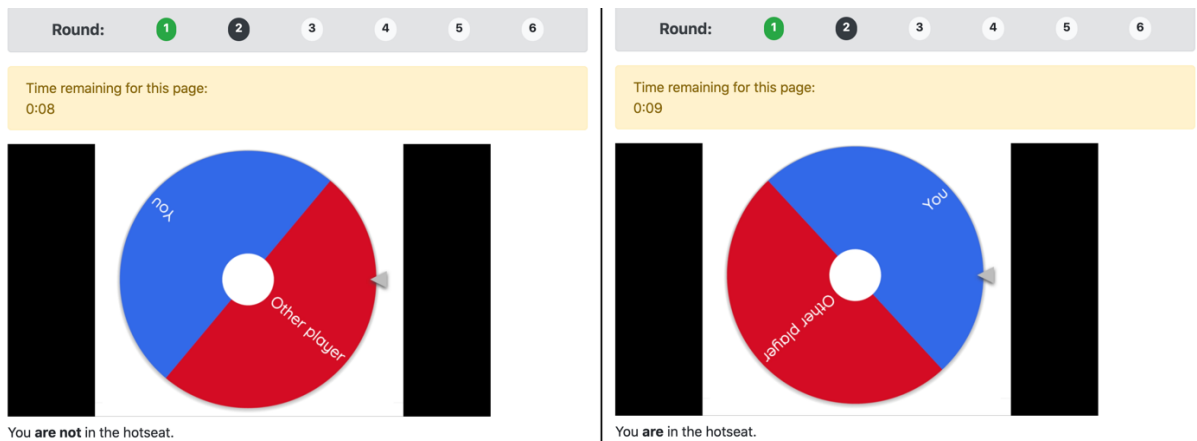 Round: 1 2 3 4 5 6
Time remaining for this page:
0:08
You
Other player
You are not in the hotseat.
Round: 1 2 3 4 5 6
Time remaining for this page:
0:09
You
Other player
You are in the hotseat.